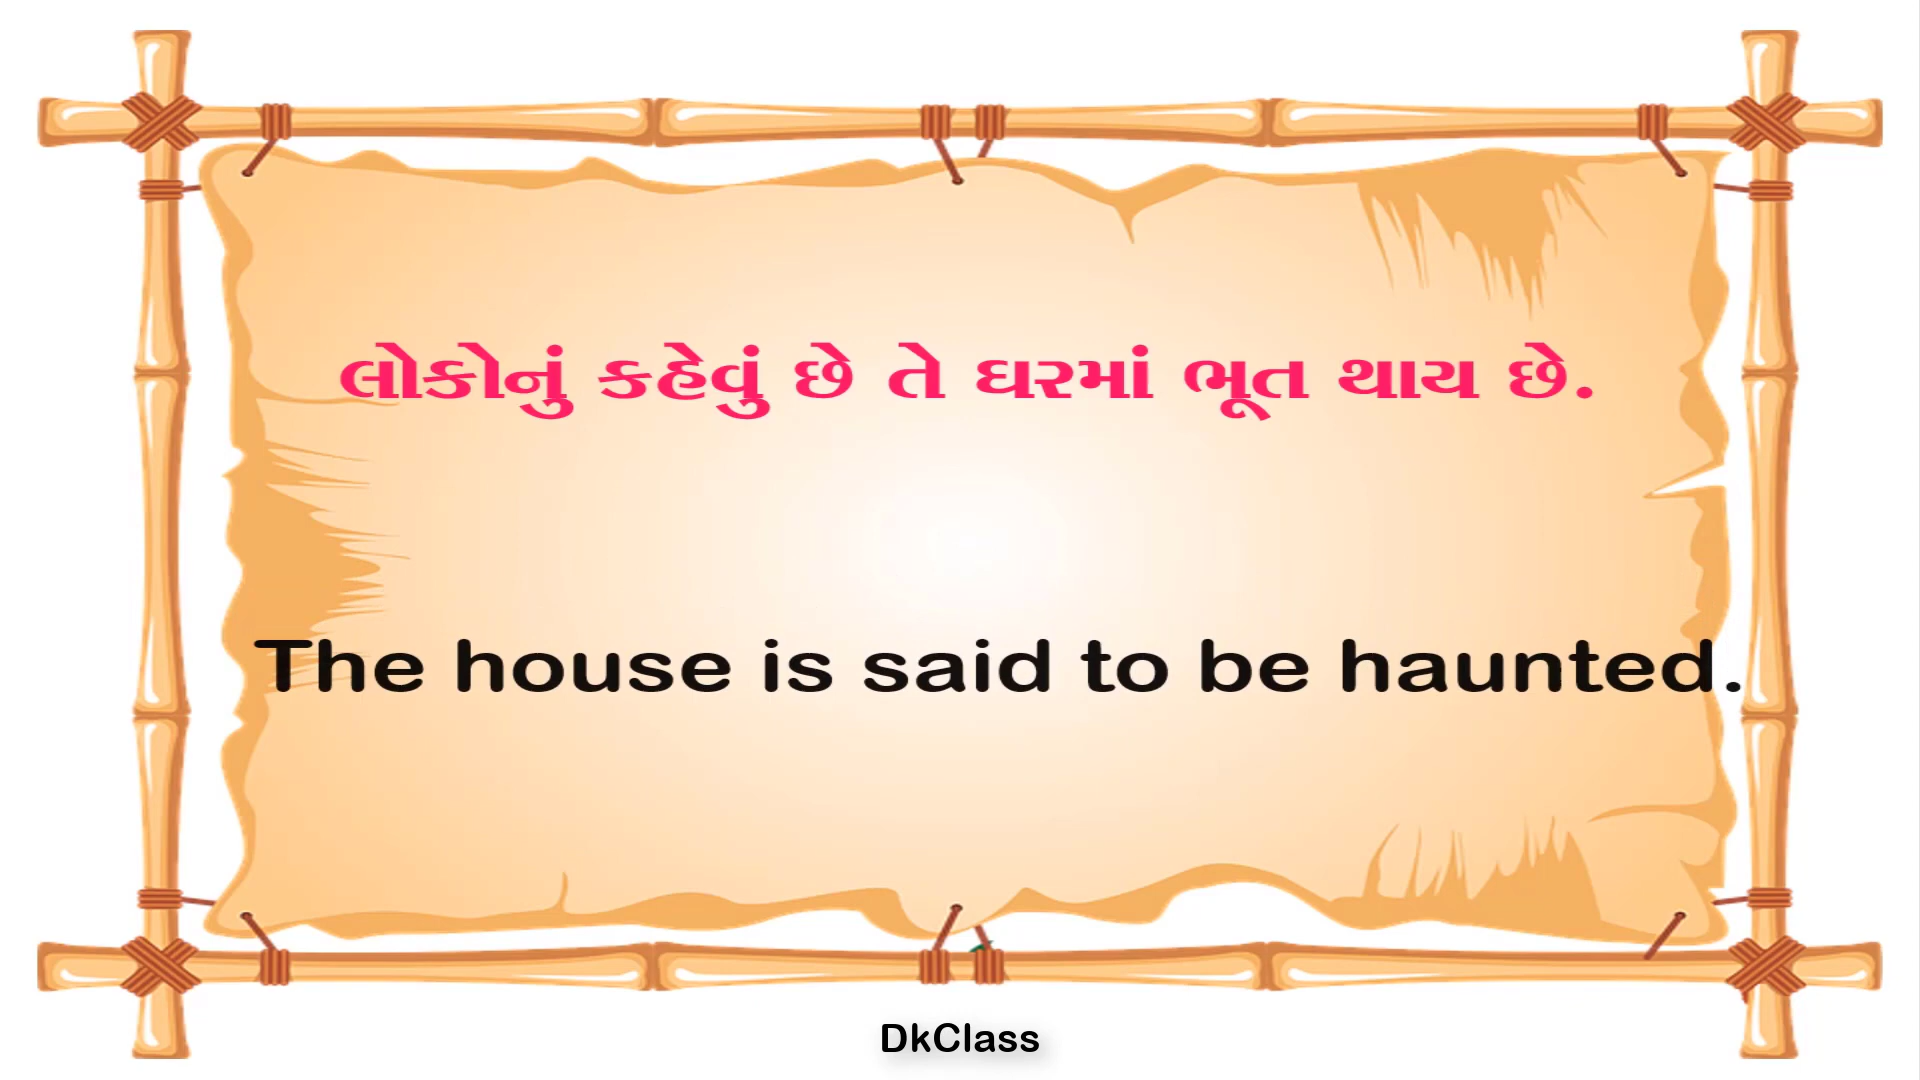 લોકોનું કહેવું છે તે ઘરમાં ભૂત થાય છે.
The house is said to be haunted.
DkClass